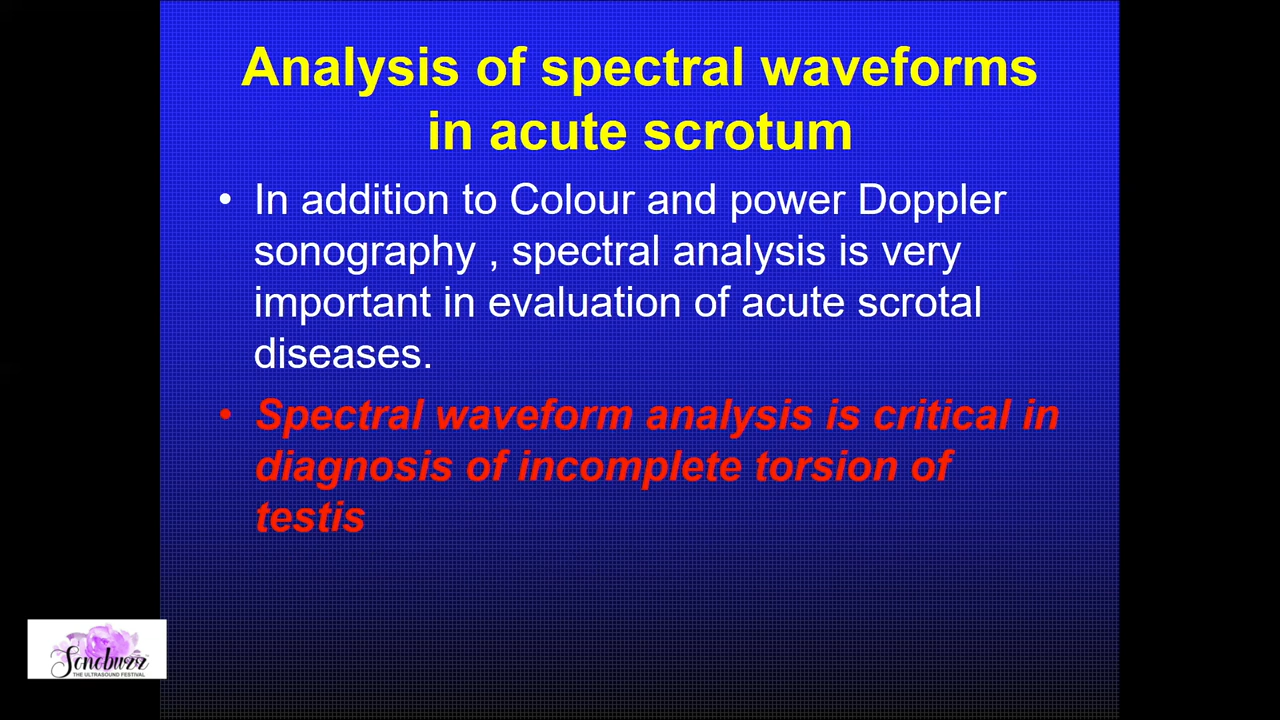 Analysis of spectral waveforms
in acute scrotum
• In addition to Colour and power Doppler
sonography , spectral analysis is very
important in evaluation of acute scrotal
diseases.
• Spectral waveform analysis is critical in
diagnosis of incomplete torsion of
testis
Sonobuzz
THE ULTRASOUND FESTIVAL